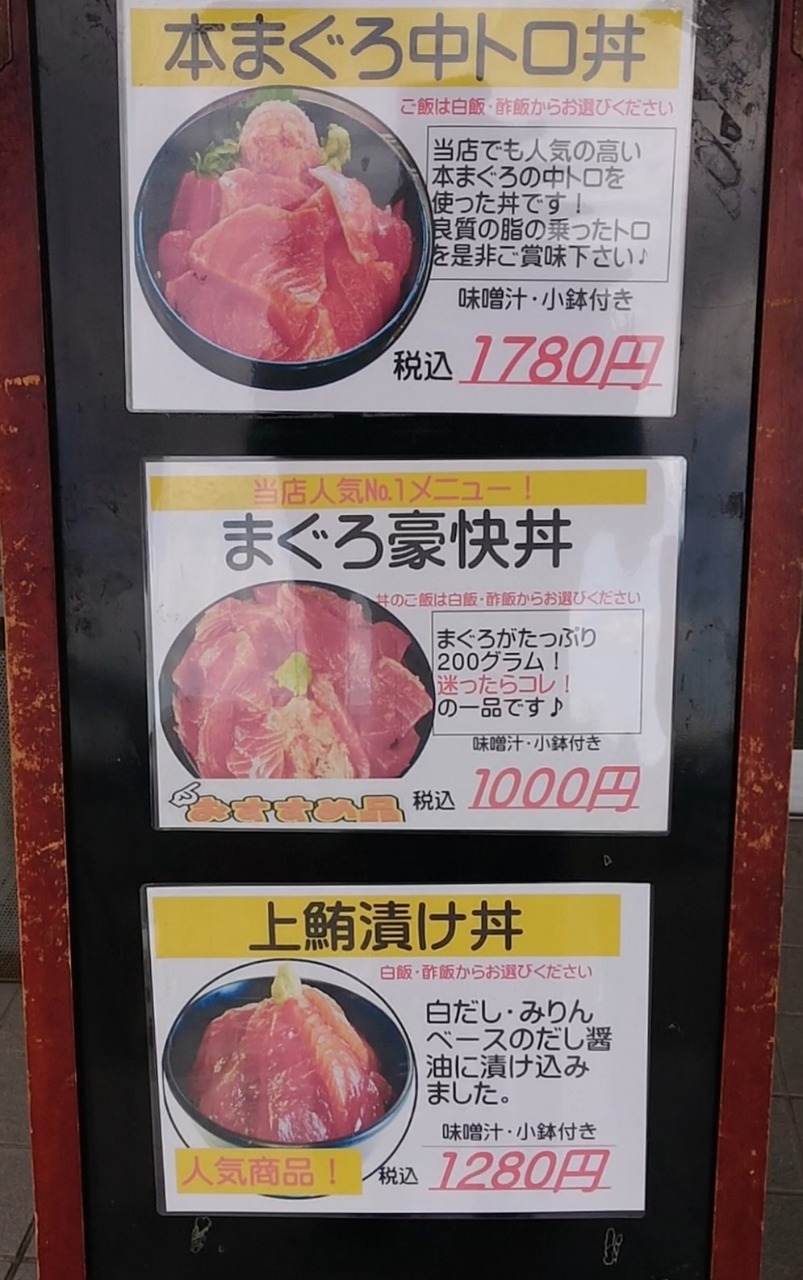 本まぐろ中トロ丼
ご飯は白飯・酢飯からお選びください
当店でも人気の高い
本まぐろの中トロを
使った丼です！
良質の脂の乗ったトロ
を是非ご賞味下さい♪
味噌汁・小鉢付き
税込 1780円
当店人気№1メニュー！
まぐろ豪快丼
丼のご飯は白飯・酢飯からお選びください
まぐろがたっぷり
200グラム！
迷ったらコレ！
の一品です♪
味噌汁・小鉢付き
おすすめ品 税込 1000円
上鮪漬け丼
白飯・酢飯からお選びください
白だし・みりん
ベースのだし醤
油に漬け込み
ました。
味噌汁・小鉢付き
人気商品！ 税込 1280円